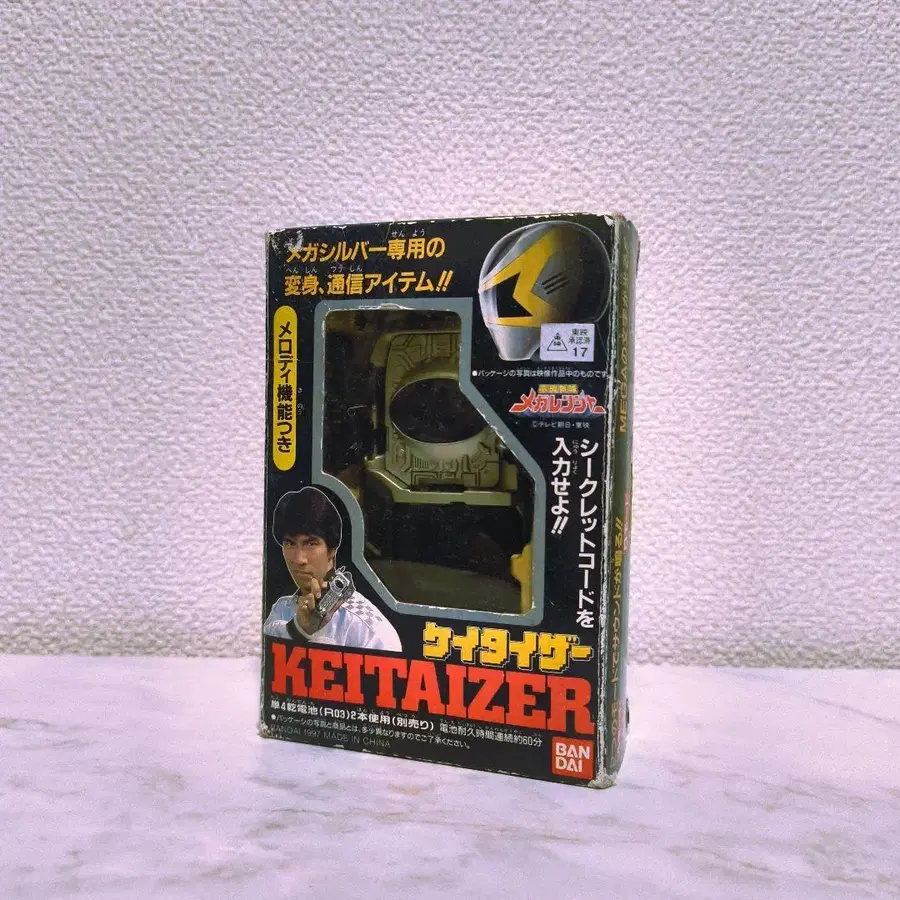 メガシルバー専用の
変身、通信アイテム!!
メロディ機能つき
東映
承認済
17
●パッケージの写真は映像作品中のものです。
電磁戦隊
メガレンジャー
©テレビ朝日・東映
シークレットコードを
入力せよ!!
ケイタイザー
KEITAIZER
単4乾電池(R03)2本使用(別売り) 電池耐久時間連続約60分
●パッケージの写真と商品とは、多少異なりますのでご了承ください。
BANDAI 1997 MADE IN CHINA
BAN
DAI